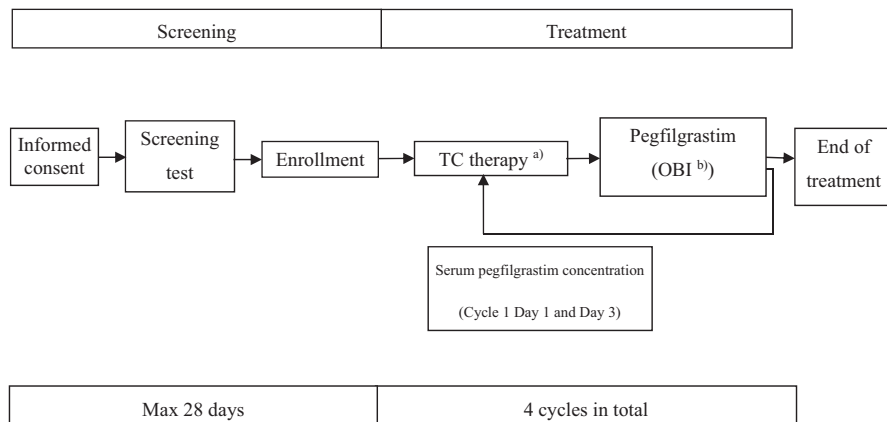 Screening
Treatment
Informed
consent
Screening
test
Enrollment
TC therapy a)
Pegfilgrastim
(OBI b))
End of
treatment
Serum pegfilgrastim concentration
(Cycle 1 Day 1 and Day 3)
Max 28 days
4 cycles in total